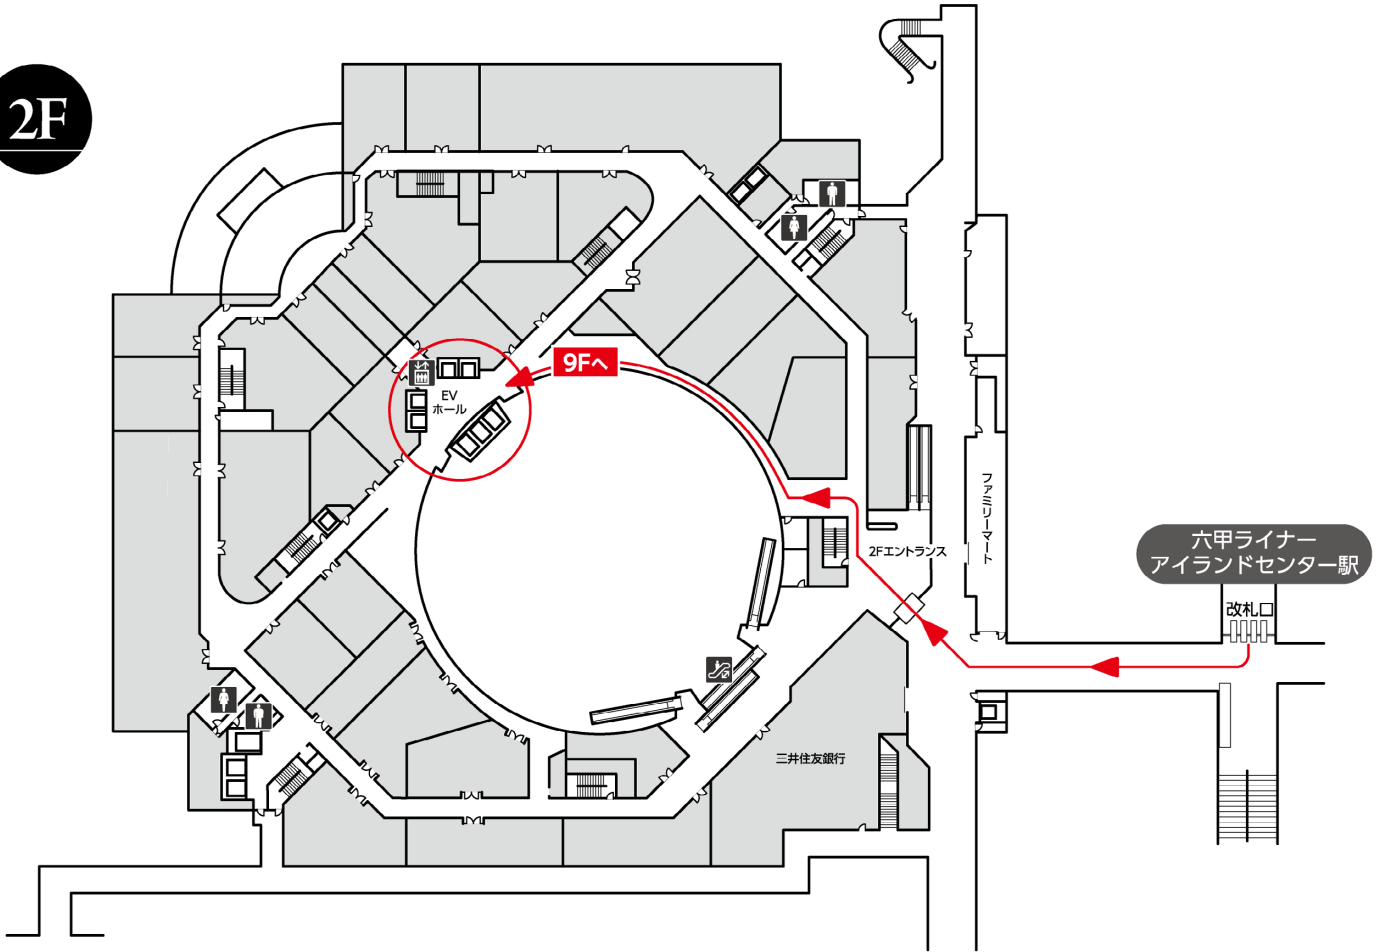 2F
9Fへ
EV
ホール
ファミリーマート
2Fエントランス
六甲ライナー
アイランドセンター駅
改札口
三井住友銀行